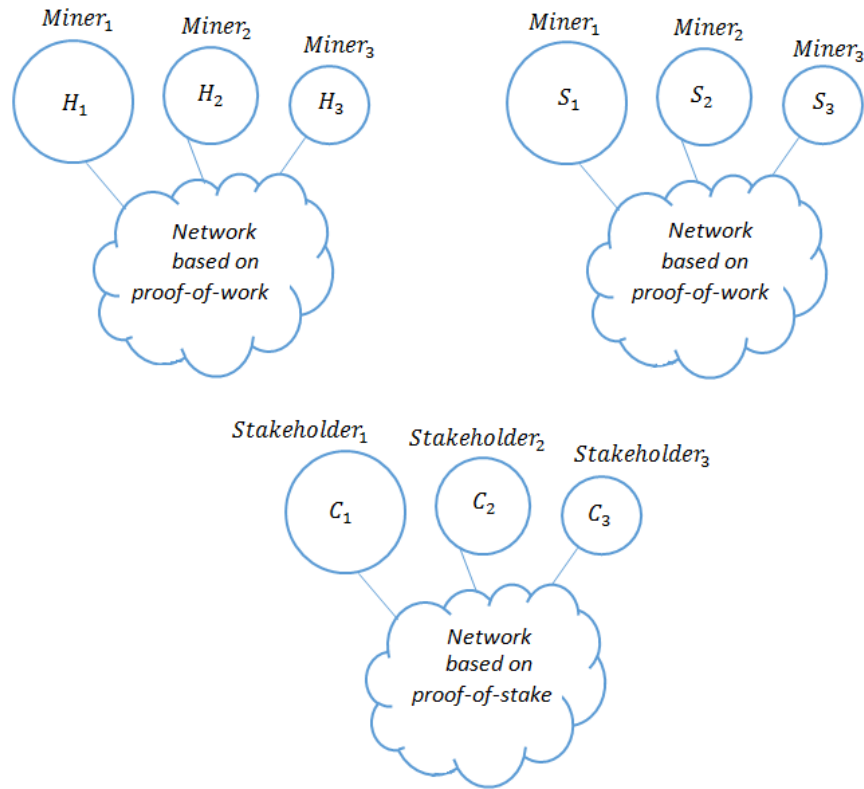 Miner₁
Miner₂
Miner₃
H₁
H₂
H₃
Network
based on
proof-of-work
Miner₁
Miner₂
Miner₃
S₁
S₂
S₃
Network
based on
proof-of-work
Stakeholder₁
Stakeholder₂
Stakeholder₃
C₁
C₂
C₃
Network
based on
proof-of-stake